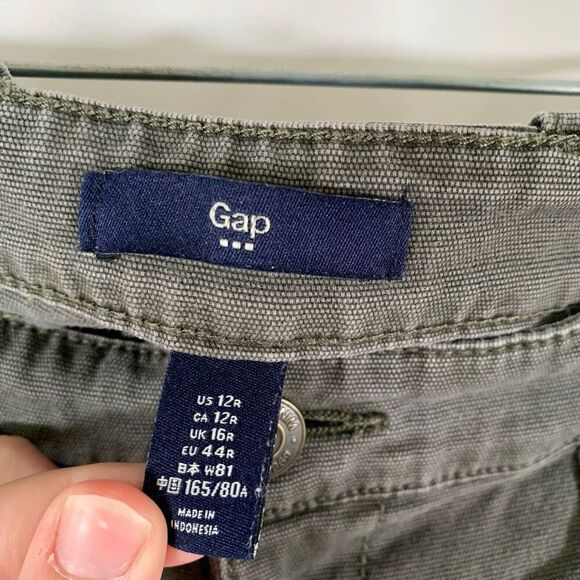 Gap
US 12R
CA 12R
UK 16R
EU 44R
日本 W81
中国 165/80A
MADE IN
INDONESIA